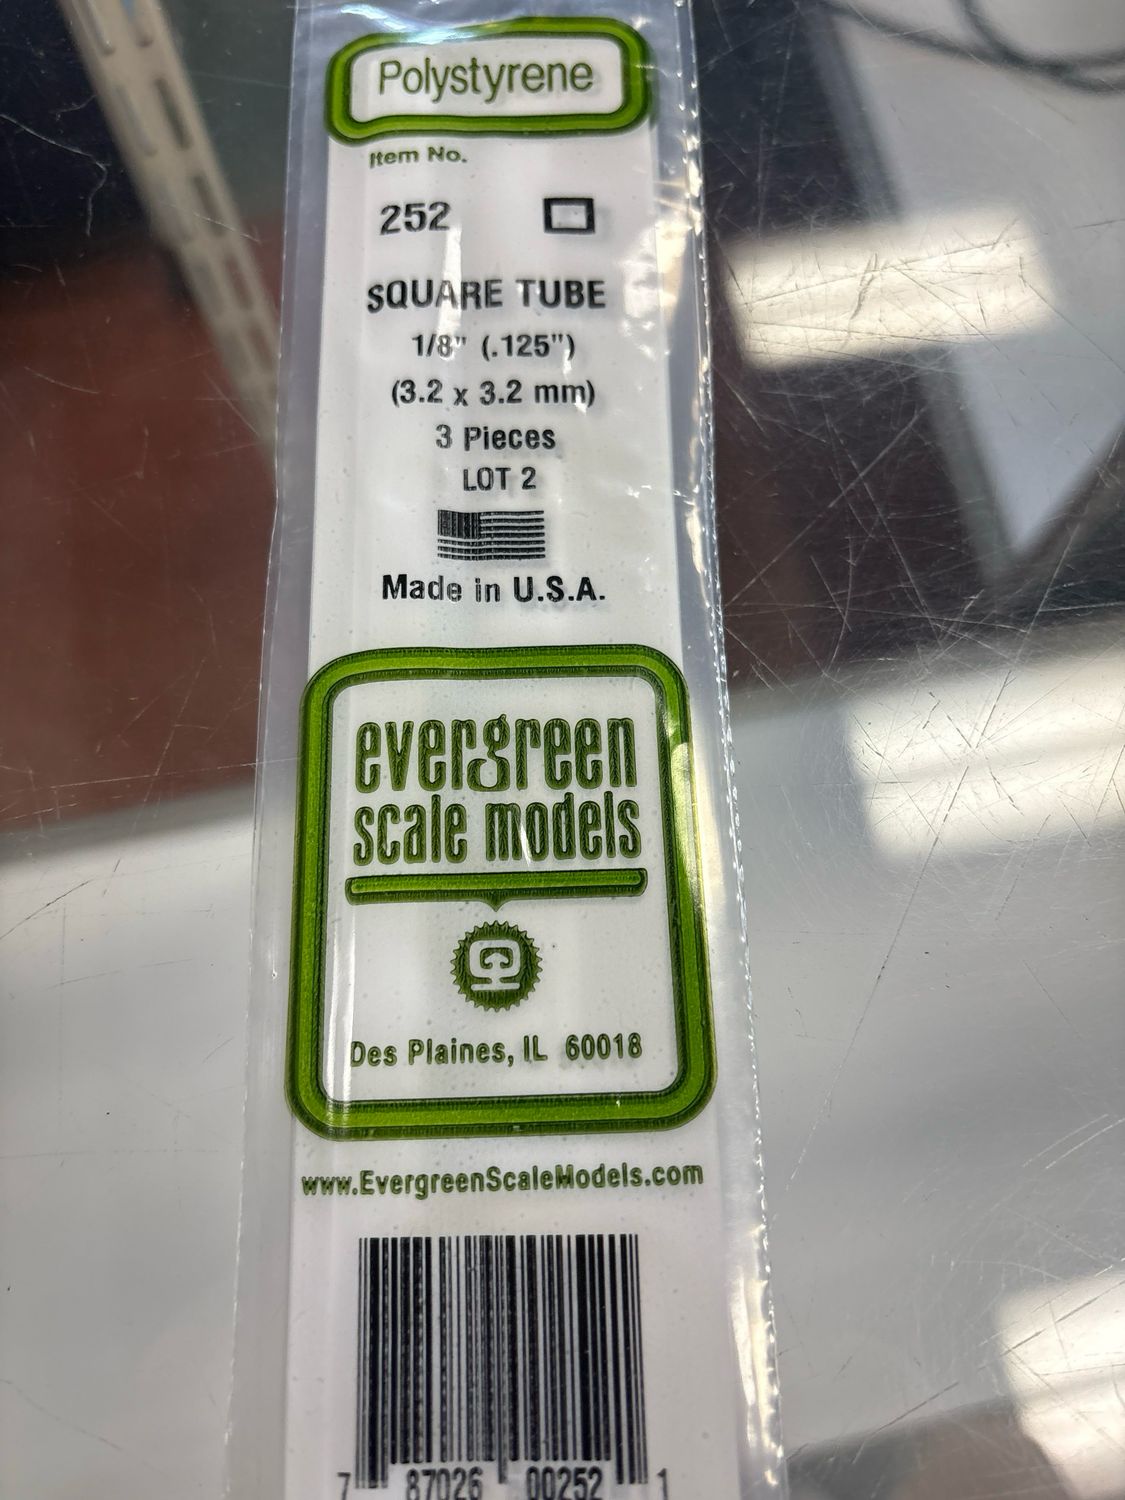 Polystyrene
Item No.
252
SQUARE TUBE
1/8" (.125")
(3.2 x 3.2 mm)
3 Pieces
LOT 2
Made in U.S.A.
evergreen
scale models
Des Plaines, IL 60018
www.EvergreenScaleModels.com
7 87026 00252 1